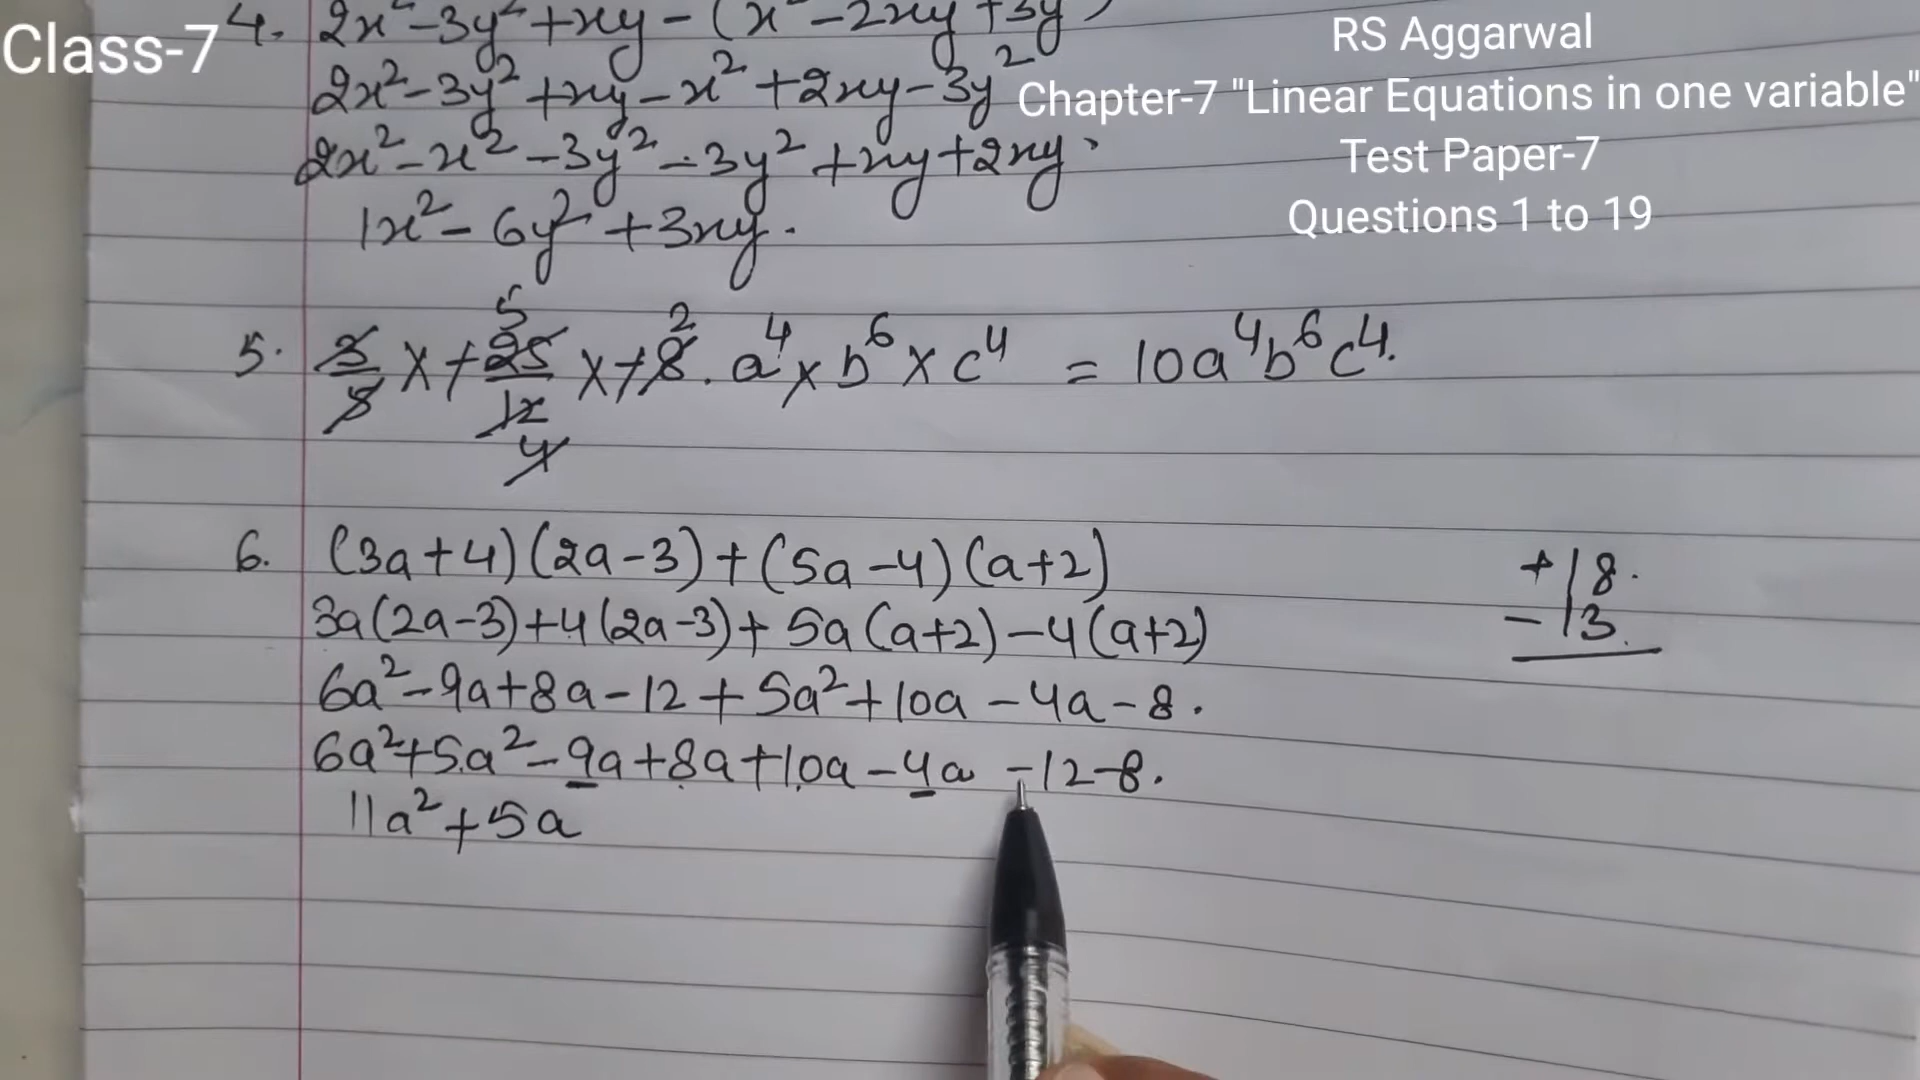 Class-7
RS Aggarwal
Chapter-7 "Linear Equations in one variable"
Test Paper-7
Questions 1 to 19
4. 2x² - 3y² + xy - (x² - 2xy + 3y²)
2x² - 3y² + xy - x² + 2xy - 3y²
2x² - x² - 3y² - 3y² + xy + 2xy.
1x² - 6y² + 3xy.
5. 3/5 × + 25/12 × + 8. a⁴ × b⁶ × c⁴ = 10a⁴b⁶c⁴.
5 2
4
6. (3a+4)(2a-3)+(5a-4)(a+2)
3a(2a-3)+4(2a-3)+5a(a+2)-4(a+2)
6a²-9a+8a-12+5a²+10a-4a-8.
6a²+5a²-9a+8a+10a-4a-12-8.
11a²+5a
+18.
-13.